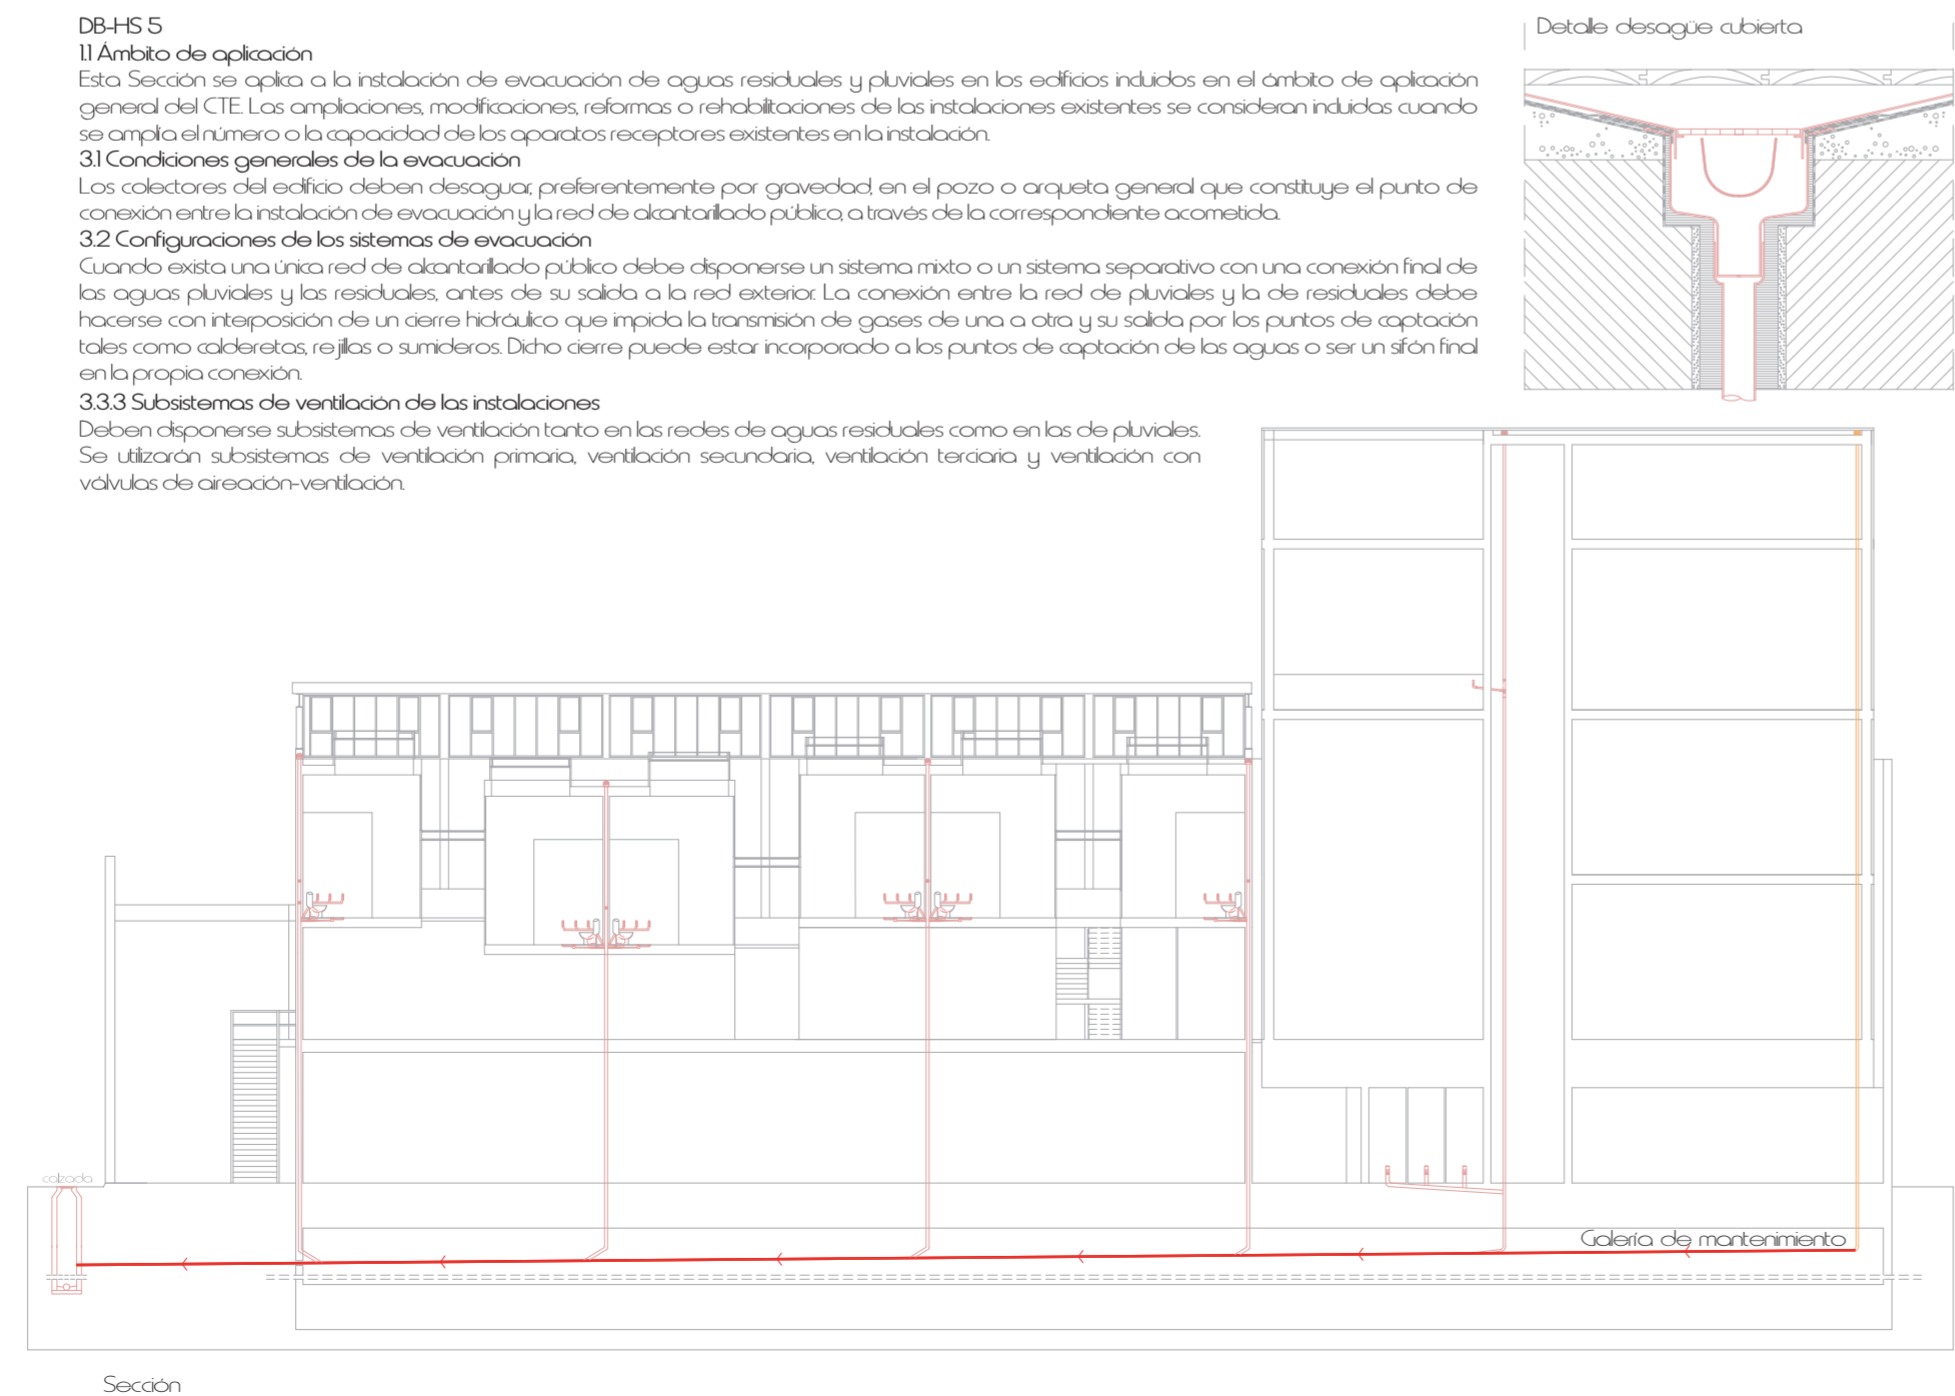 DB-HS 5
1.1 Ámbito de aplicación
Esta Sección se aplica a la instalación de evacuación de aguas residuales y pluviales en los edificios incluidos en el ámbito de aplicación
general del CTE. Las ampliaciones, modificaciones, reformas o rehabilitaciones de las instalaciones existentes se consideran incluidas cuando
se amplía el número o la capacidad de los aparatos receptores existentes en la instalación.
3.1 Condiciones generales de la evacuación
Los colectores del edificio deben desaguar, preferentemente por gravedad, en el pozo o arqueta general que constituye el punto de
conexión entre la instalación de evacuación y la red de alcantarillado público, a través de la correspondiente acometida.
3.2 Configuraciones de los sistemas de evacuación
Cuando exista una única red de alcantarillado público debe disponerse un sistema mixto o un sistema separativo con una conexión final de
las aguas pluviales y las residuales, antes de su salida a la red exterior. La conexión entre la red de pluviales y la de residuales debe
hacerse con interposición de un cierre hidráulico que impida la transmisión de gases de una a otra y su salida por los puntos de captación
tales como calderetas, rejillas o sumideros. Dicho cierre puede estar incorporado a los puntos de captación de las aguas o ser un sifón final
en la propia conexión.
3.3.3 Subsistemas de ventilación de las instalaciones
Deben disponerse subsistemas de ventilación tanto en las redes de aguas residuales como en las de pluviales.
Se utilizarán subsistemas de ventilación primaria, ventilación secundaria, ventilación terciaria y ventilación con
válvulas de aireación-ventilación.
Detalle desagüe cubierta
calzada
Galería de mantenimiento
Sección